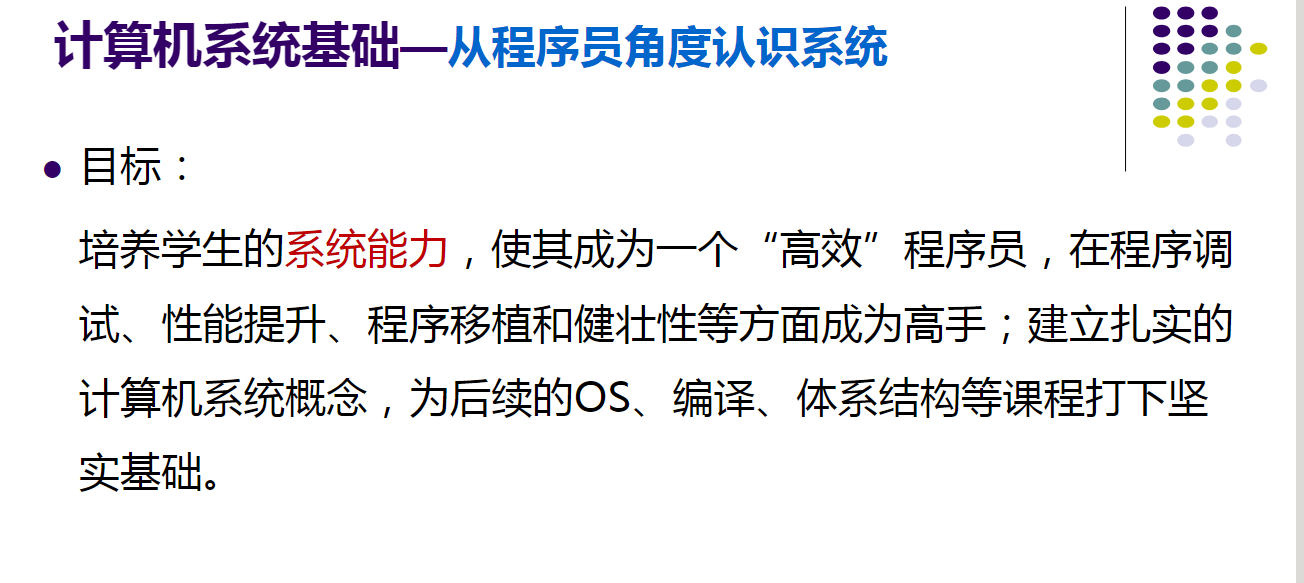 计算机系统基础—从程序员角度认识系统
目标：
培养学生的系统能力，使其成为一个“高效”程序员，在程序调
试、性能提升、程序移植和健壮性等方面成为高手；建立扎实的
计算机系统概念，为后续的OS、编译、体系结构等课程打下坚
实基础。